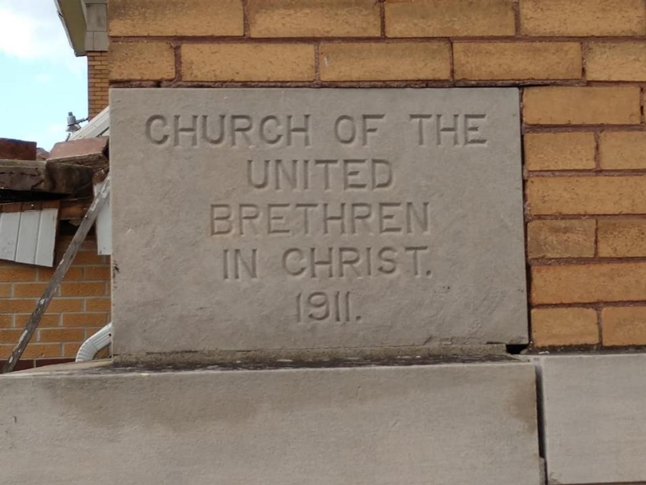 CHURCH OF THE
UNITED
BRETHREN
IN CHRIST.
1911.